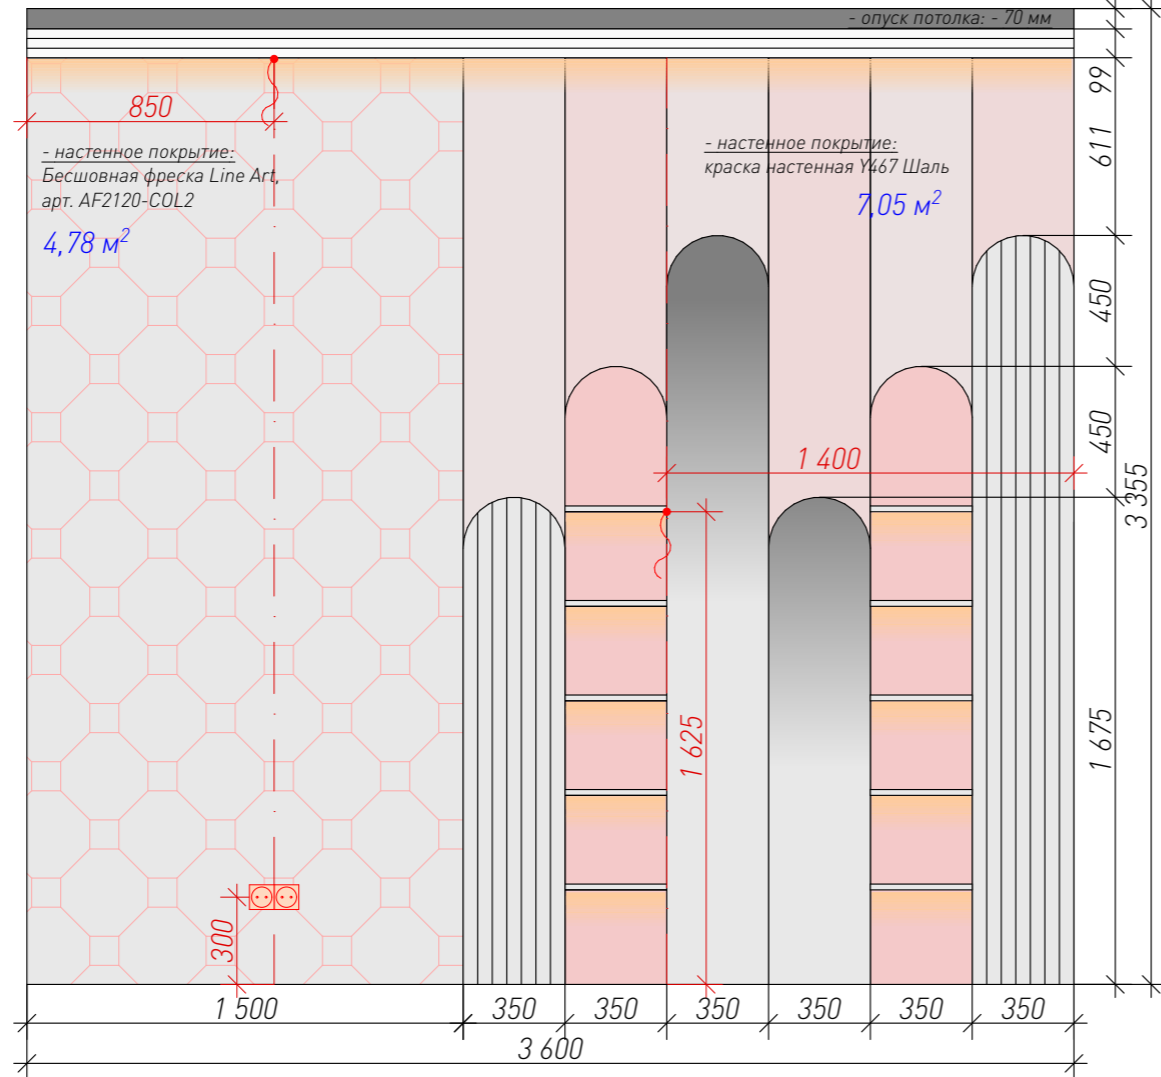 - опуск потолка: - 70 мм
99
850
611
- настенное покрытие:
Бесшовная фреска Line Art,
арт. AF2120-COL2
4,78 м²
- настенное покрытие:
краска настенная Y467 Шаль
7,05 м²
450
450
1 400
3 355
1 625
1 675
300
1 500
350
350
350
350
350
350
3 600